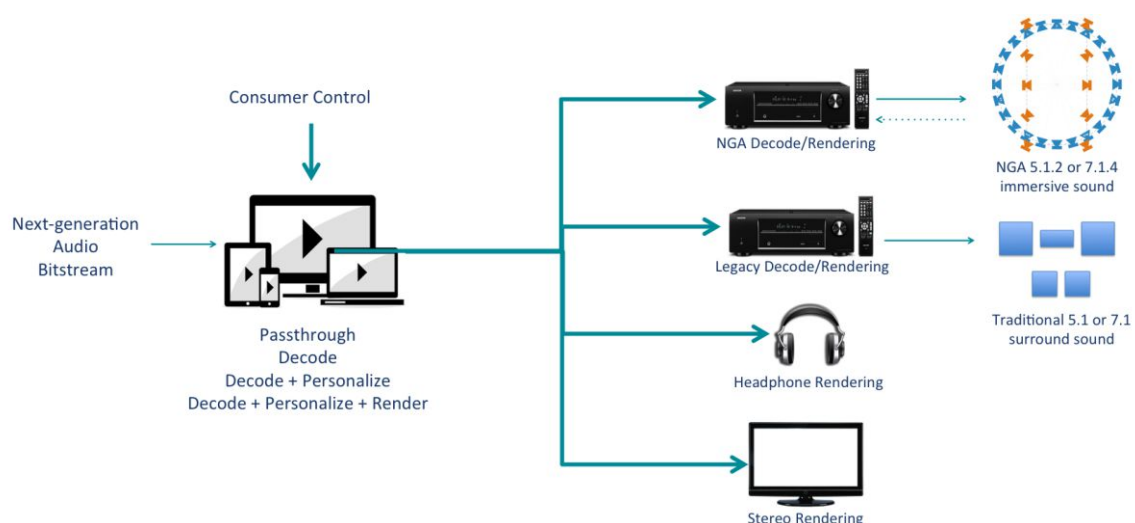 Consumer Control
Next-generation
Audio
Bitstream
Passthrough
Decode
Decode + Personalize
Decode + Personalize + Render
NGA Decode/Rendering
NGA 5.1.2 or 7.1.4
immersive sound
Legacy Decode/Rendering
Traditional 5.1 or 7.1
surround sound
Headphone Rendering
Stereo Rendering